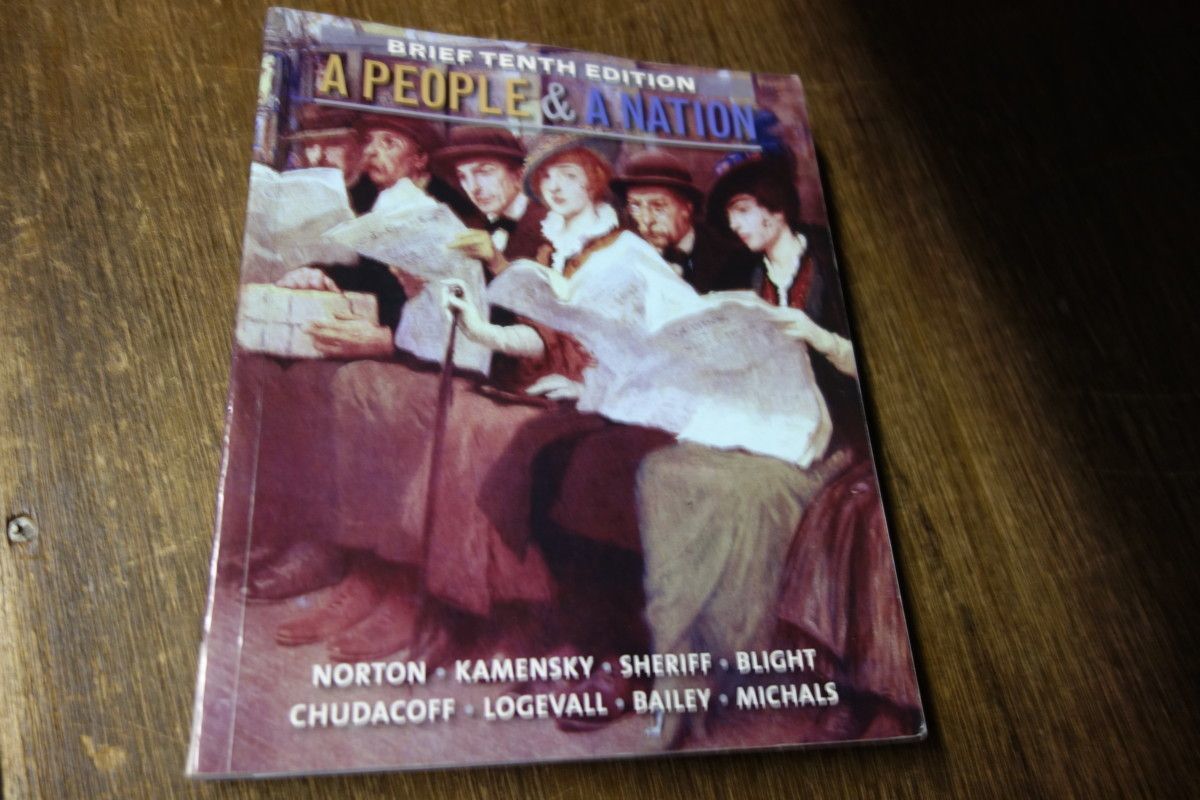 BRIEF TENTH EDITION
A PEOPLE & A NATION
NORTON • KAMENSKY • SHERIFF • BLIGHT
CHUDACOFF • LOGEVALL • BAILEY • MICHALS